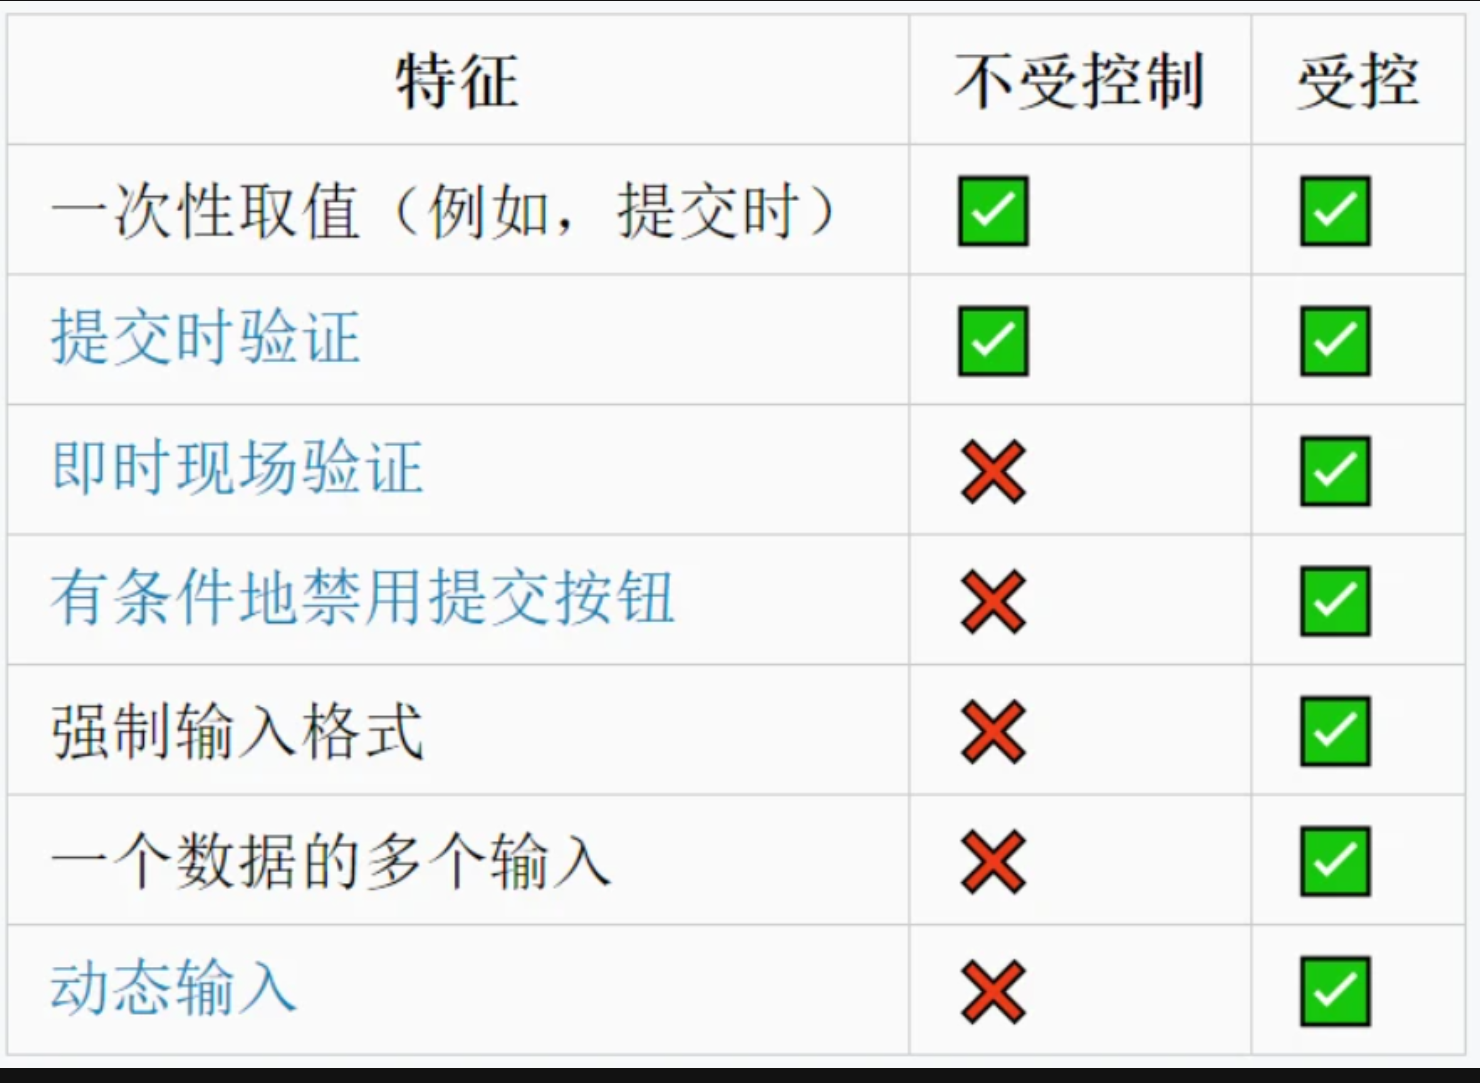 特征 不受控制 受控
一次性取值（例如，提交时） ✅ ✅
提交时验证 ✅ ✅
即时现场验证 ❌ ✅
有条件地禁用提交按钮 ❌ ✅
强制输入格式 ❌ ✅
一个数据的多个输入 ❌ ✅
动态输入 ❌ ✅